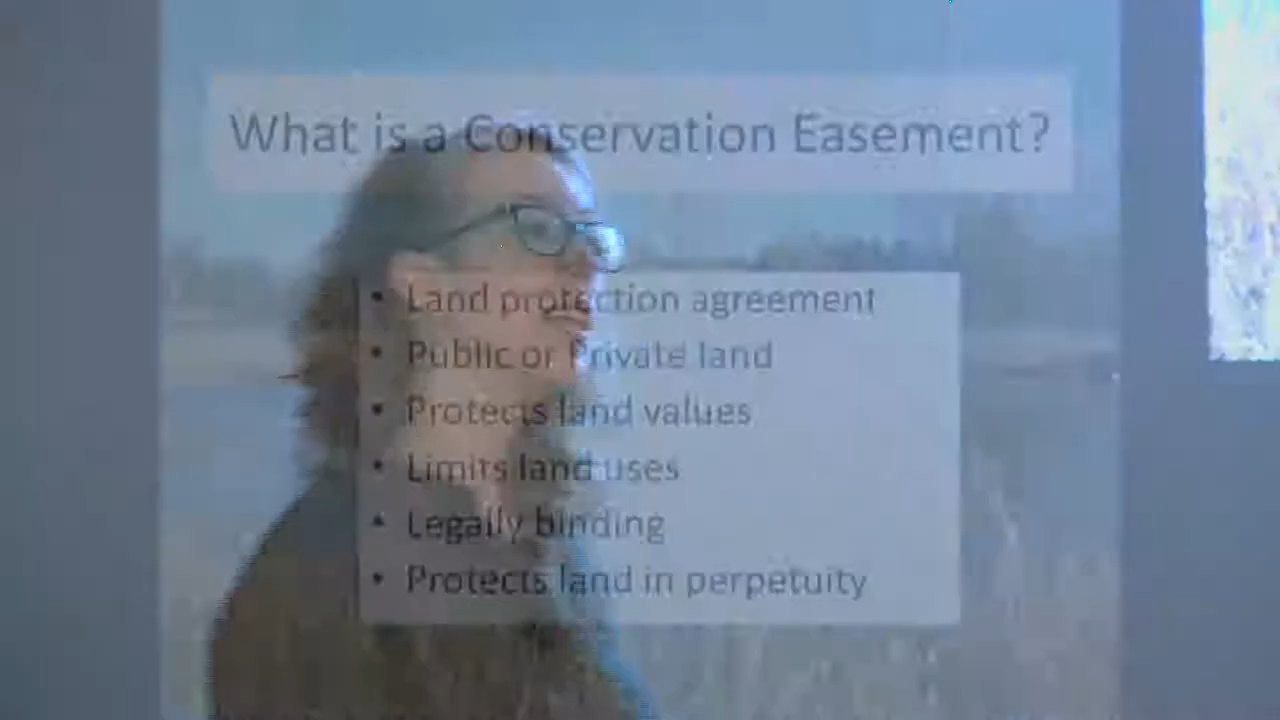 What is a Conservation Easement?
• Land protection agreement
• Public or Private land
• Protects land values
• Limits land uses
• Legally binding
• Protects land in perpetuity